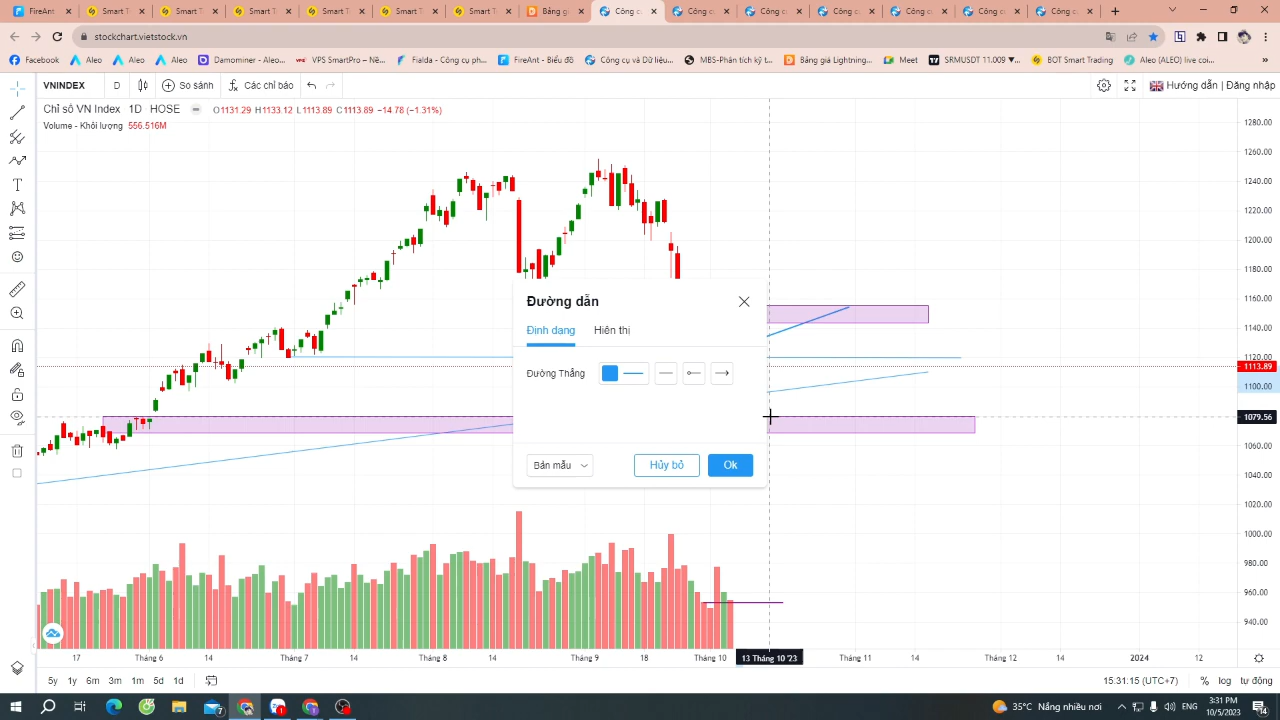 FireAnt
Smart T
Smart T
Smart T
Smart T
Smart T
Smart T
Bảng g
Công c
Công c
Công c
Công c
Công c
Công c
Công c
stockchart.vietstock.vn
Facebook
Aleo
Aleo
Aleo
Damominer - Aleo...
VPS SmartPro – Nề...
Fialda - Công cụ ph...
FireAnt - Biểu đồ
Công cụ và Dữ liệu...
MBS-Phân tích ký t...
Bảng giá Lightning...
Meet
SRMUSDT 11.009 ▼...
BOT Smart Trading
Aleo (ALEO) live co...
VNINDEX D So sánh Các chỉ báo Hướng dẫn | Đăng nhập
Chỉ số VN Index 1D HOSE O1131.29 H1133.12 L1113.89 C1113.89 −14.78 (−1.31%)
Volume - Khối lượng 556.516M
1280.00
1260.00
1240.00
1220.00
1200.00
1180.00
1160.00
1140.00
1120.00
1113.89
1100.00
1079.56
1060.00
1040.00
1020.00
1000.00
980.00
960.00
940.00
Đường dẫn
Định dạng Hiển thị
Đường Thẳng
Bản mẫu Hủy bỏ Ok
17 Tháng 6 14 Tháng 7 14 Tháng 8 14 Tháng 9 18 Tháng 10 13 Tháng 10 '23 Tháng 11 14 Tháng 12 14 2024 12
5y 1y 6m 3m 1m 5d 1d 15:31:15 (UTC+7) % log tự động
35°C Nắng nhiều nơi ENG 3:31 PM
10/5/2023